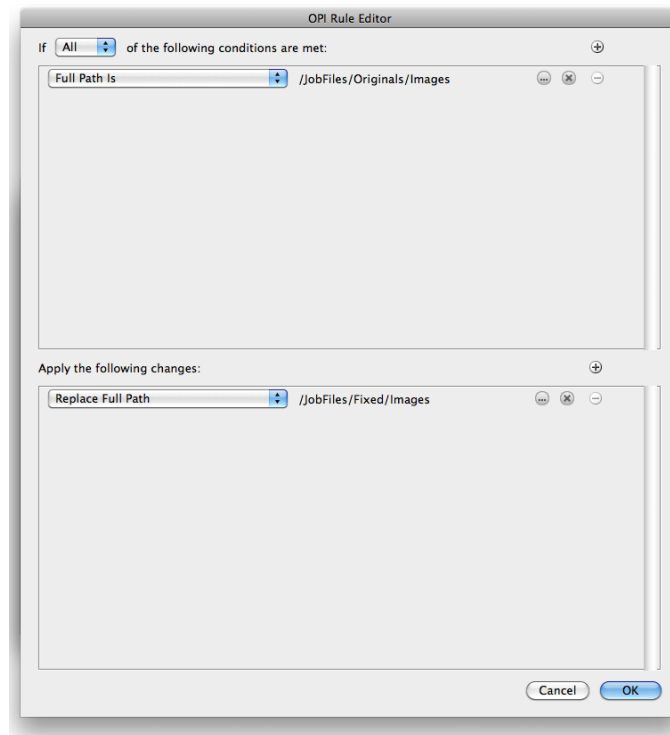 OPI Rule Editor
If All of the following conditions are met:
Full Path Is /JobFiles/Originals/Images
Apply the following changes:
Replace Full Path /JobFiles/Fixed/Images
Cancel OK